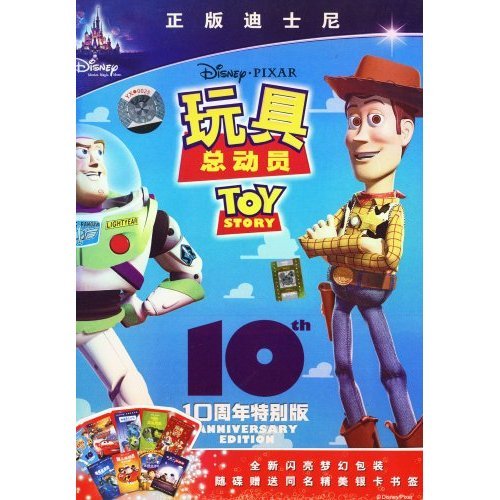 正版迪士尼
DISNEY
DISNEY·PIXAR
玩具
总动员
TOY
STORY
LIGHTYEAR
10th
10周年特别版
ANNIVERSARY
EDITION
全新闪亮梦幻包装
随碟赠送同名精美银卡书签
©Disney/Pixar